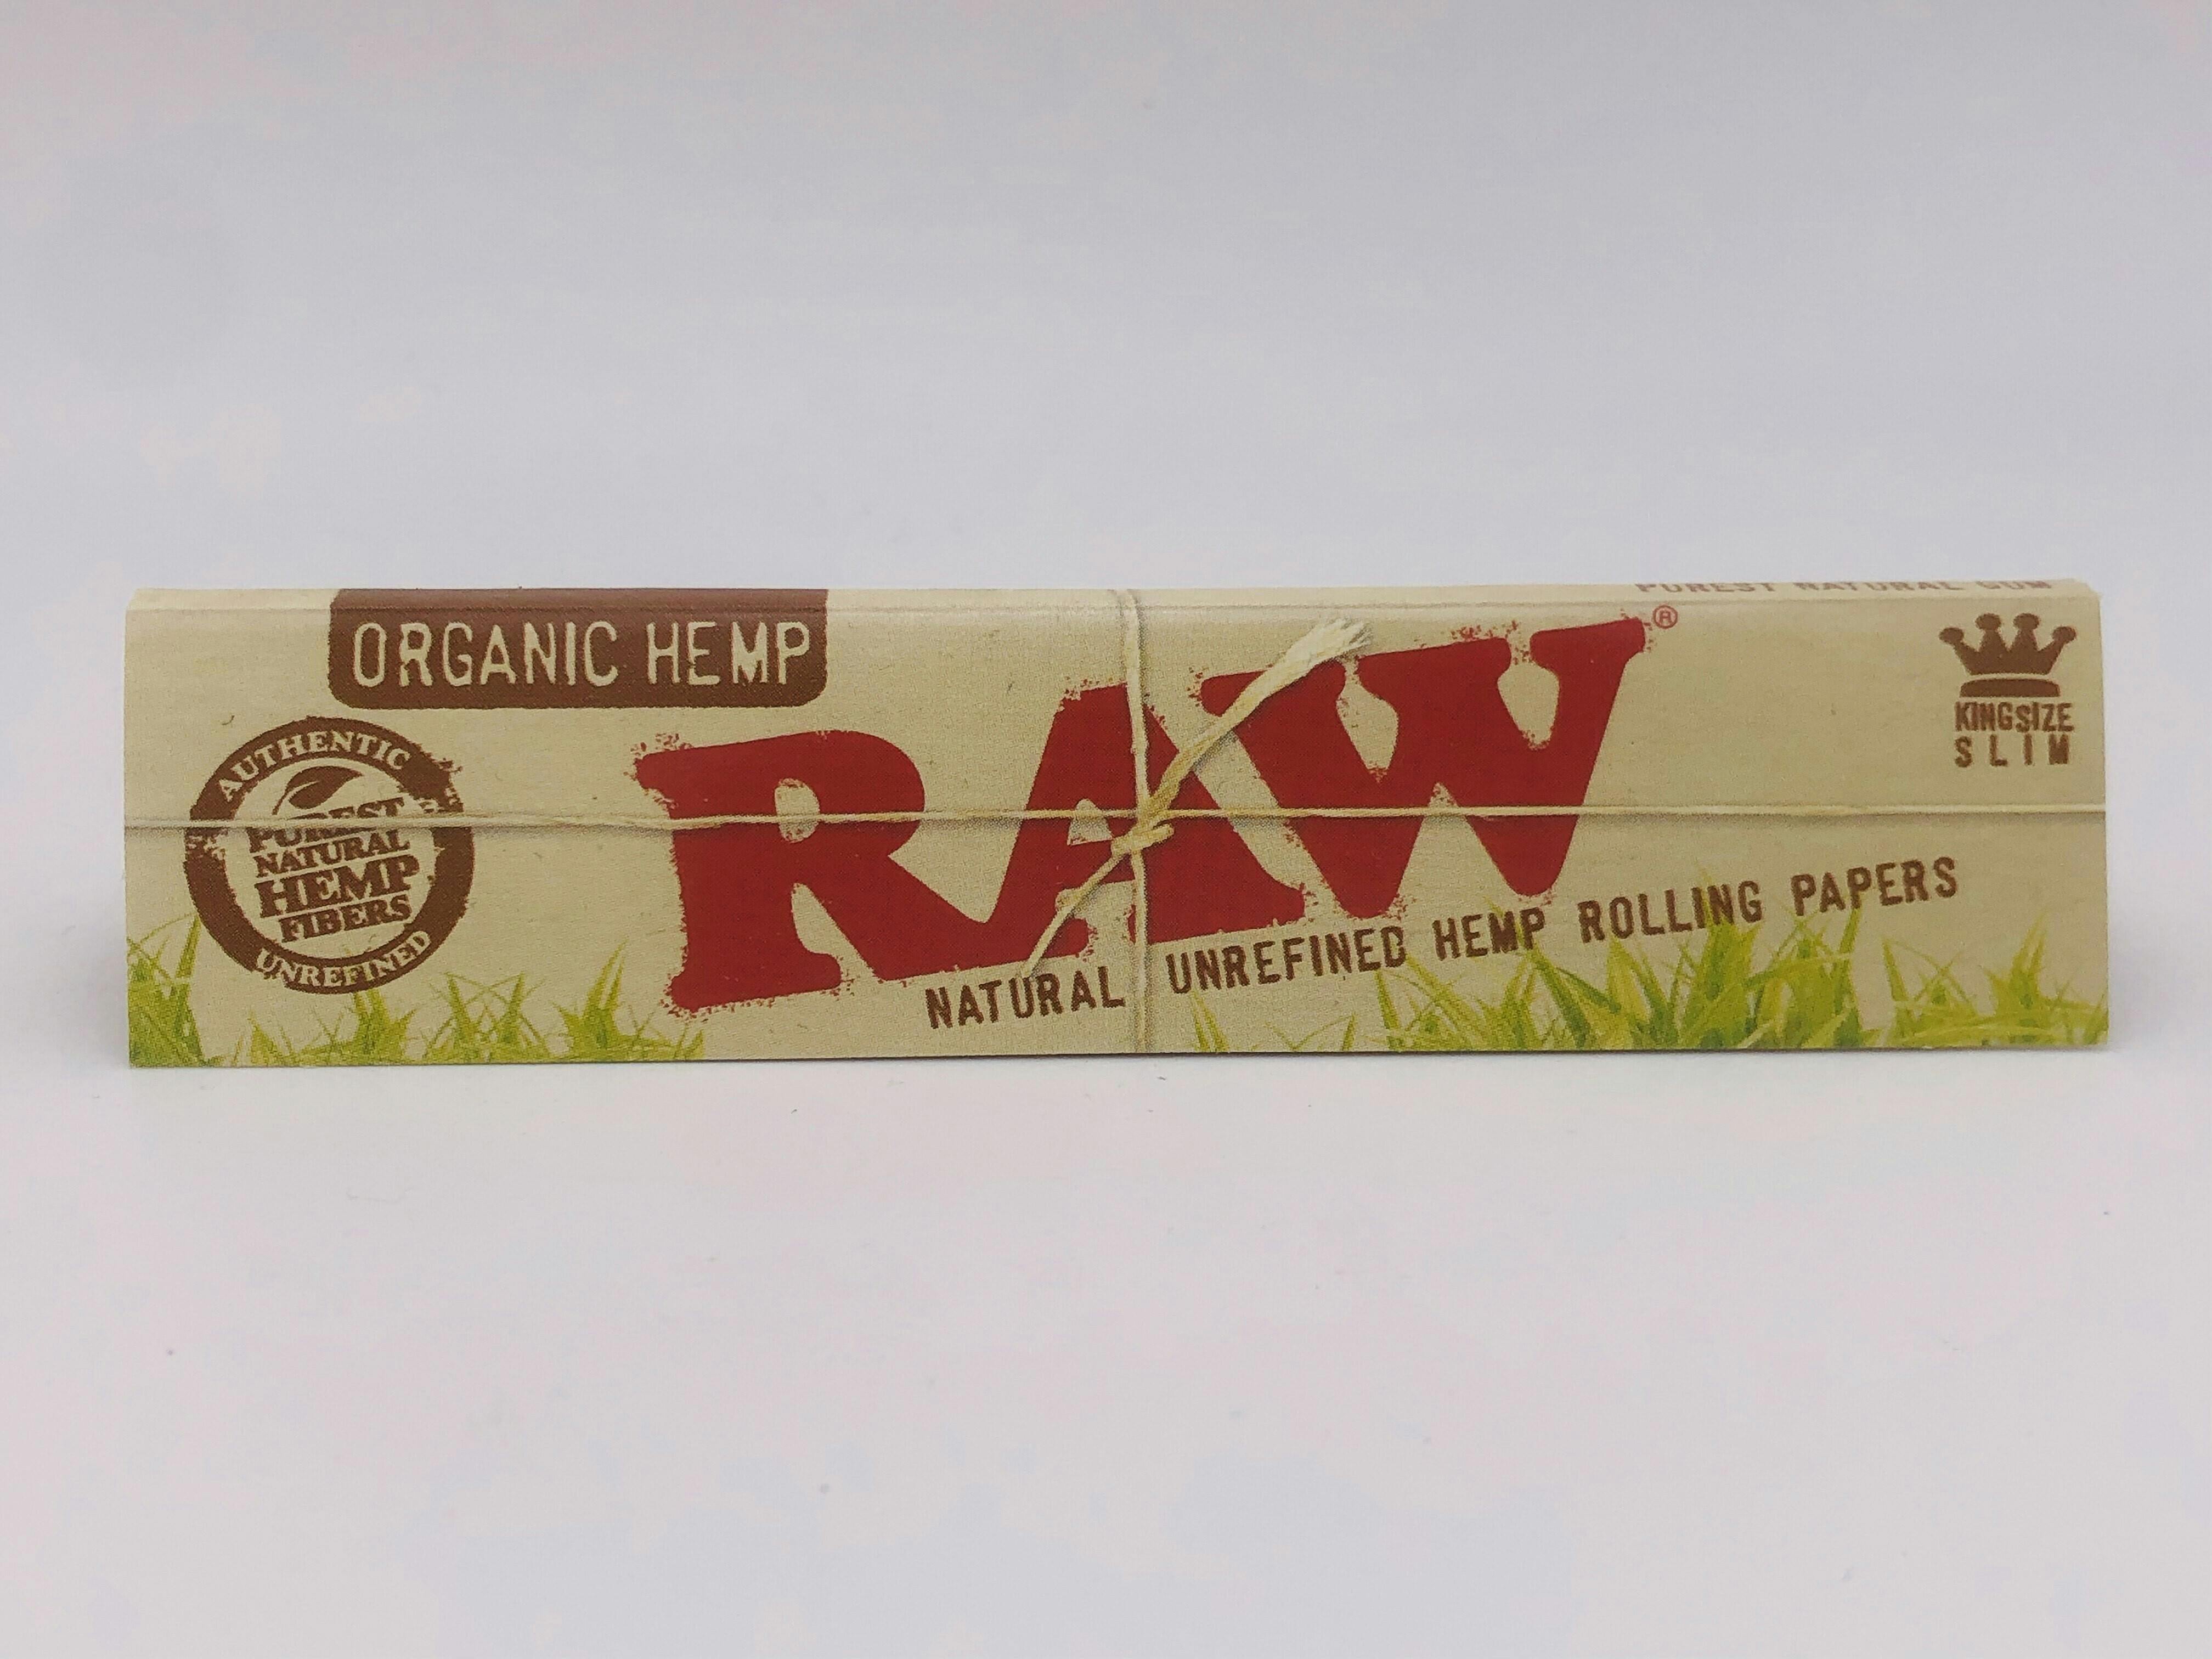 PUREST NATURAL GUM
ORGANIC HEMP
RAW®
KINGSIZE
SLIM
AUTHENTIC
PUREST
NATURAL
HEMP
FIBERS
UNREFINED
NATURAL UNREFINED HEMP ROLLING PAPERS